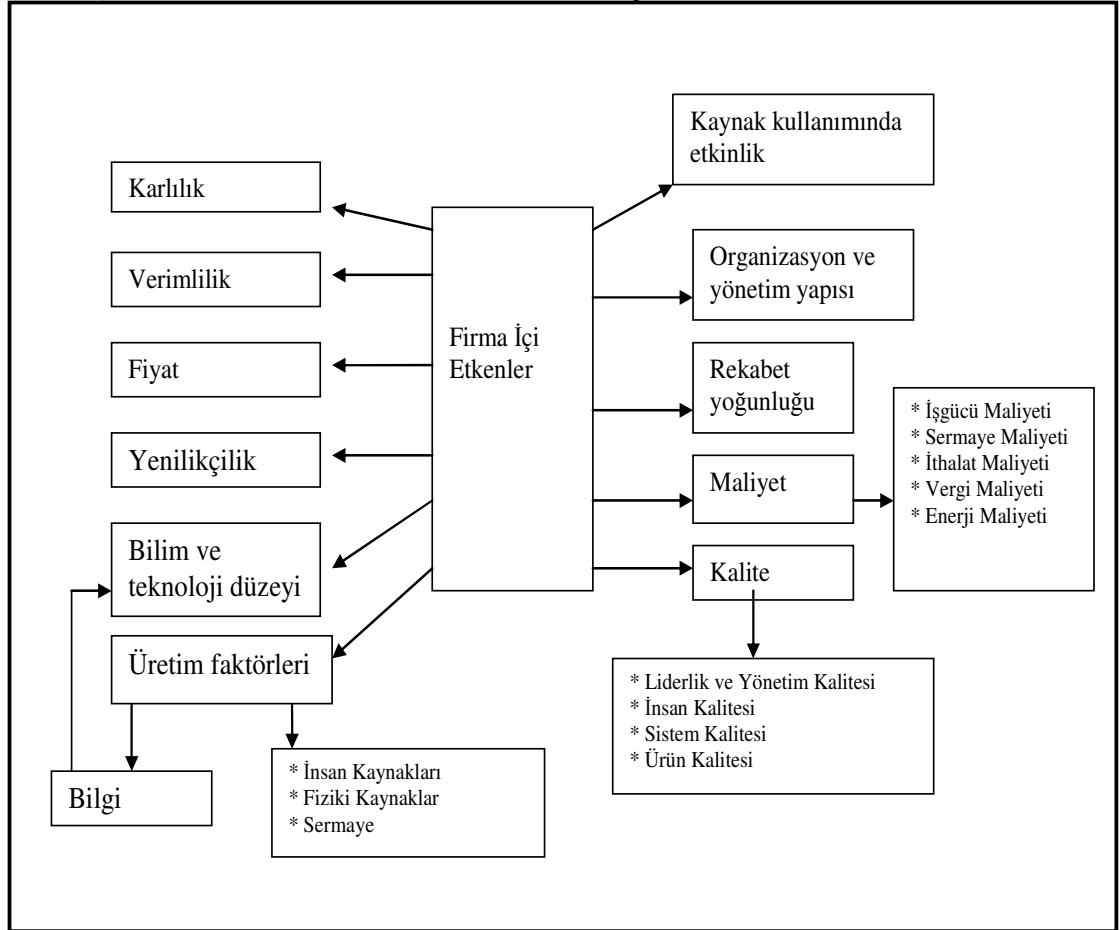 Kaynak kullanımında
etkinlik
Karlılık
Verimlilik
Fiyat
Yenilikçilik
Bilim ve
teknoloji düzeyi
Üretim faktörleri
Bilgi
* İnsan Kaynakları
* Fiziki Kaynaklar
* Sermaye
Firma İçi
Etkenler
Organizasyon ve
yönetim yapısı
Rekabet
yoğunluğu
Maliyet
* İşgücü Maliyeti
* Sermaye Maliyeti
* İthalat Maliyeti
* Vergi Maliyeti
* Enerji Maliyeti
Kalite
* Liderlik ve Yönetim Kalitesi
* İnsan Kalitesi
* Sistem Kalitesi
* Ürün Kalitesi